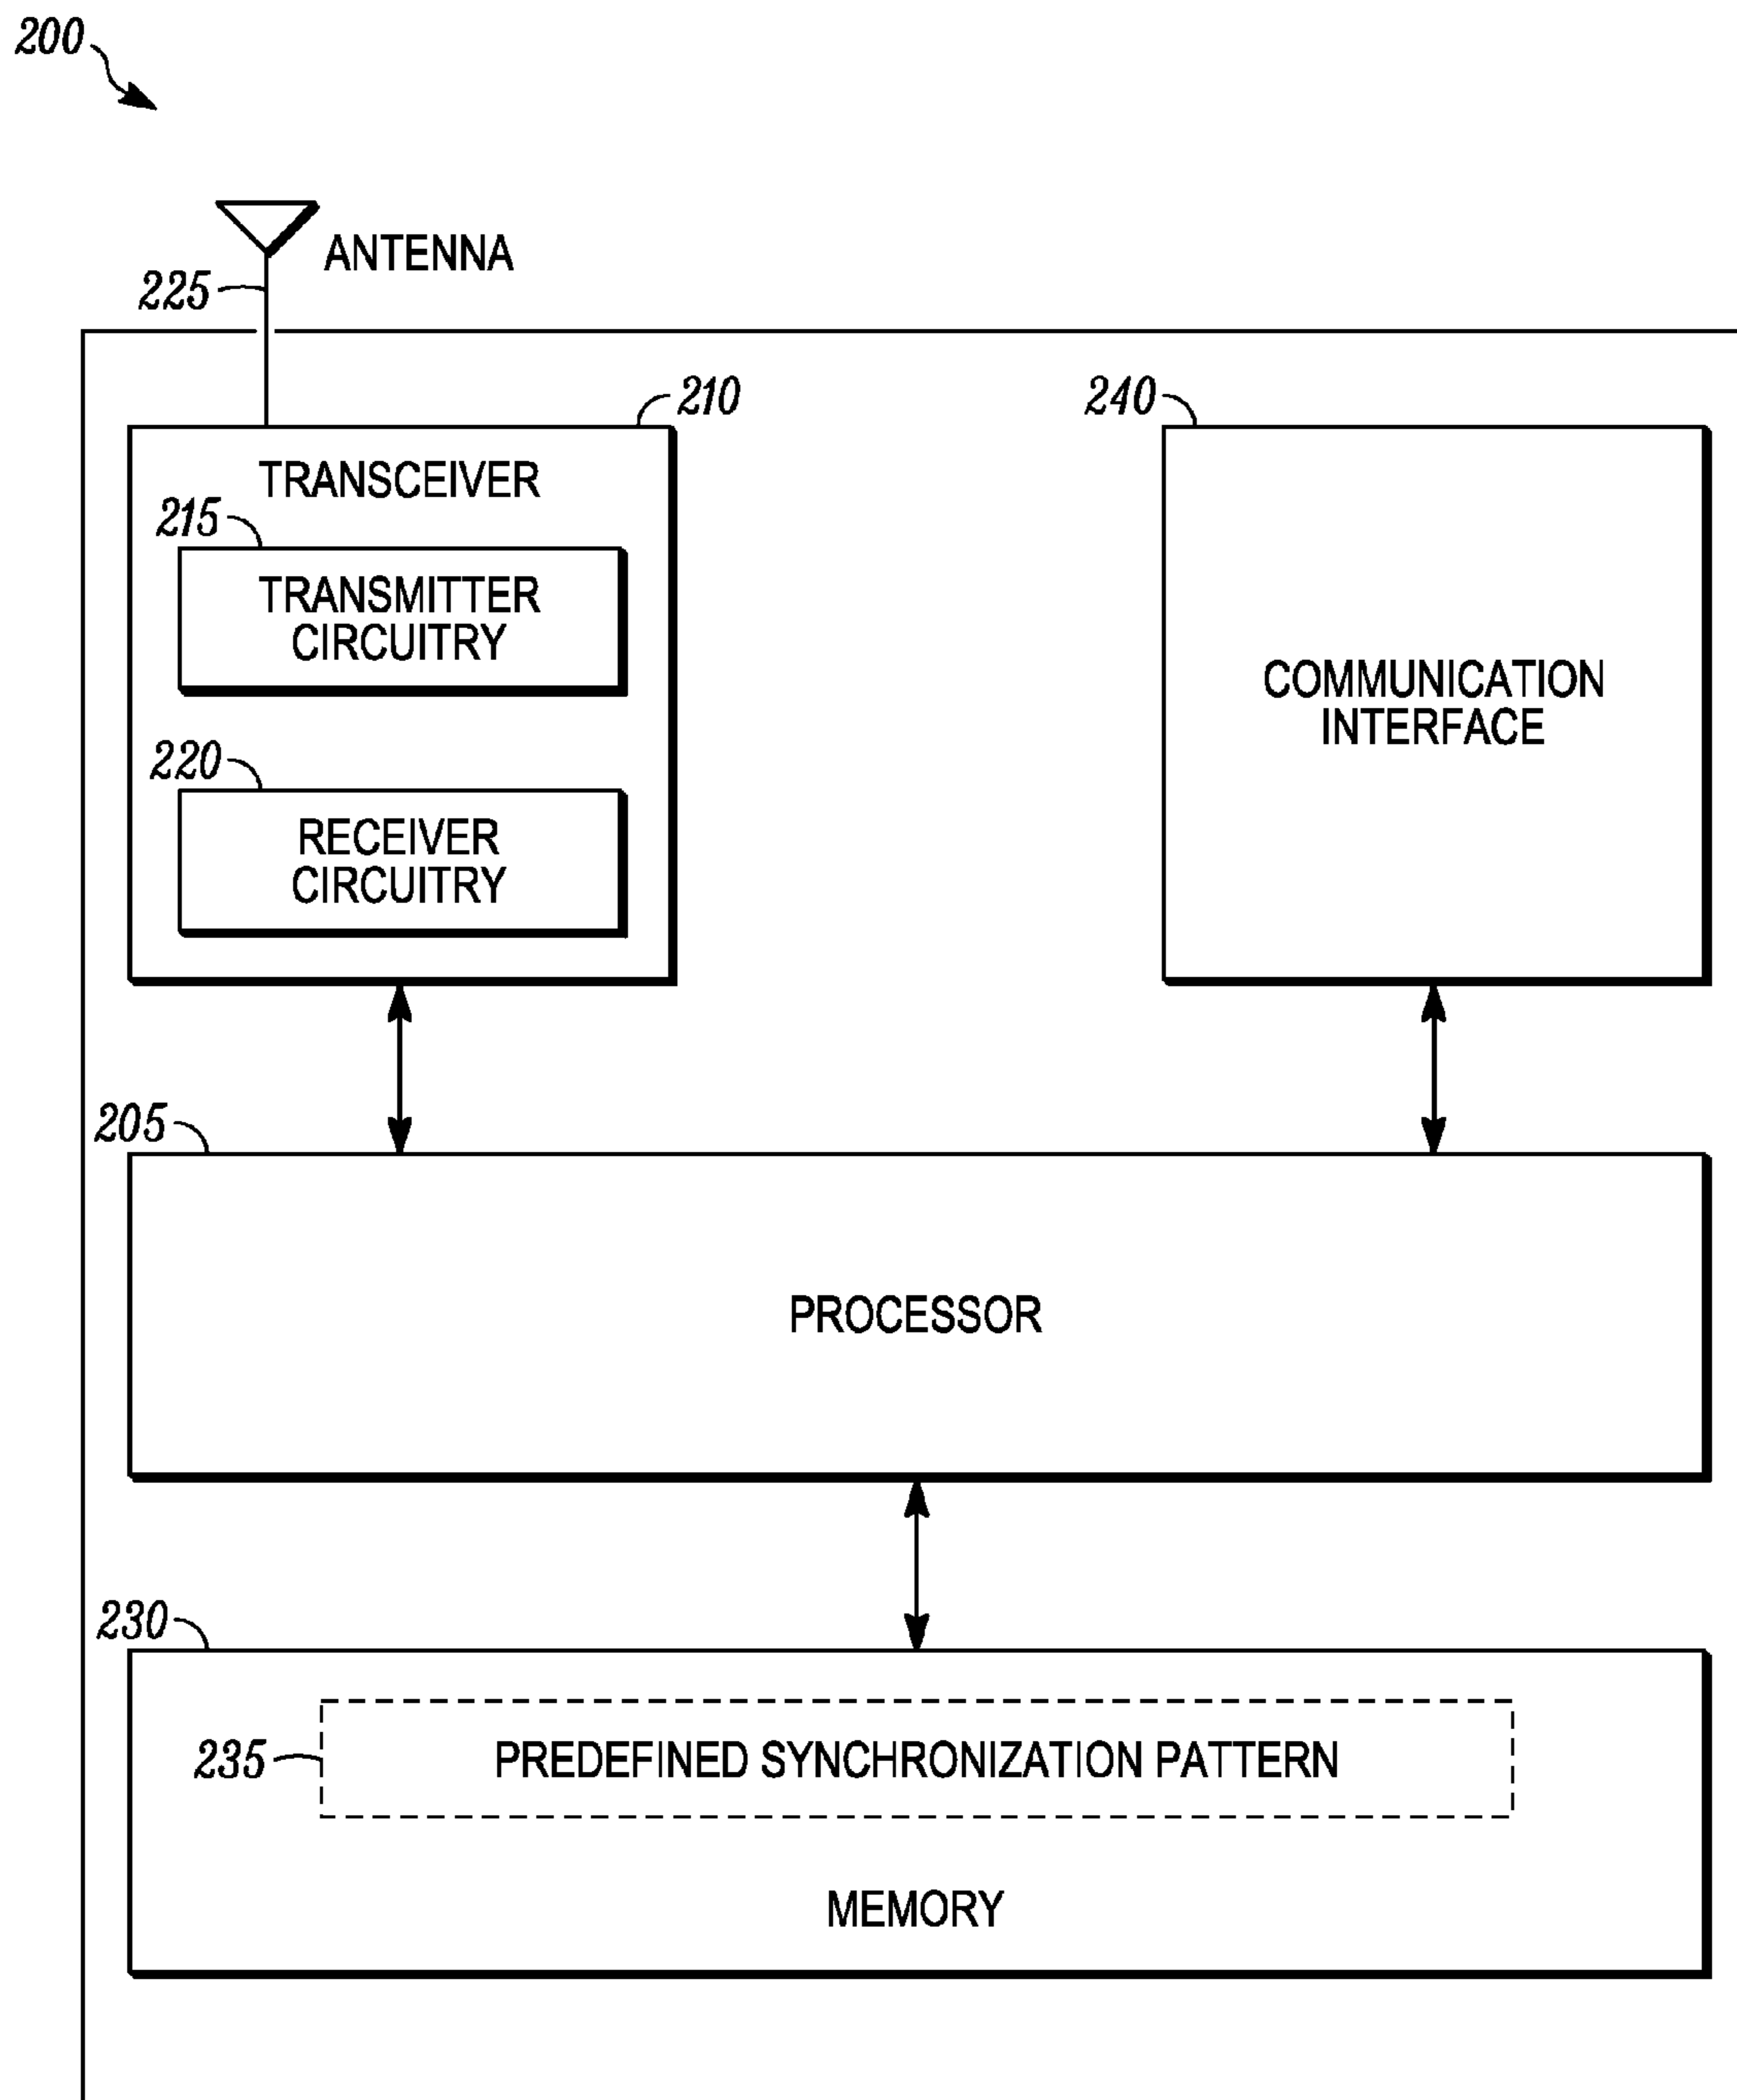 200
ANTENNA
225
210
240
TRANSCEIVER
215
TRANSMITTER
CIRCUITRY
COMMUNICATION
INTERFACE
220
RECEIVER
CIRCUITRY
205
PROCESSOR
230
235
PREDEFINED SYNCHRONIZATION PATTERN
MEMORY